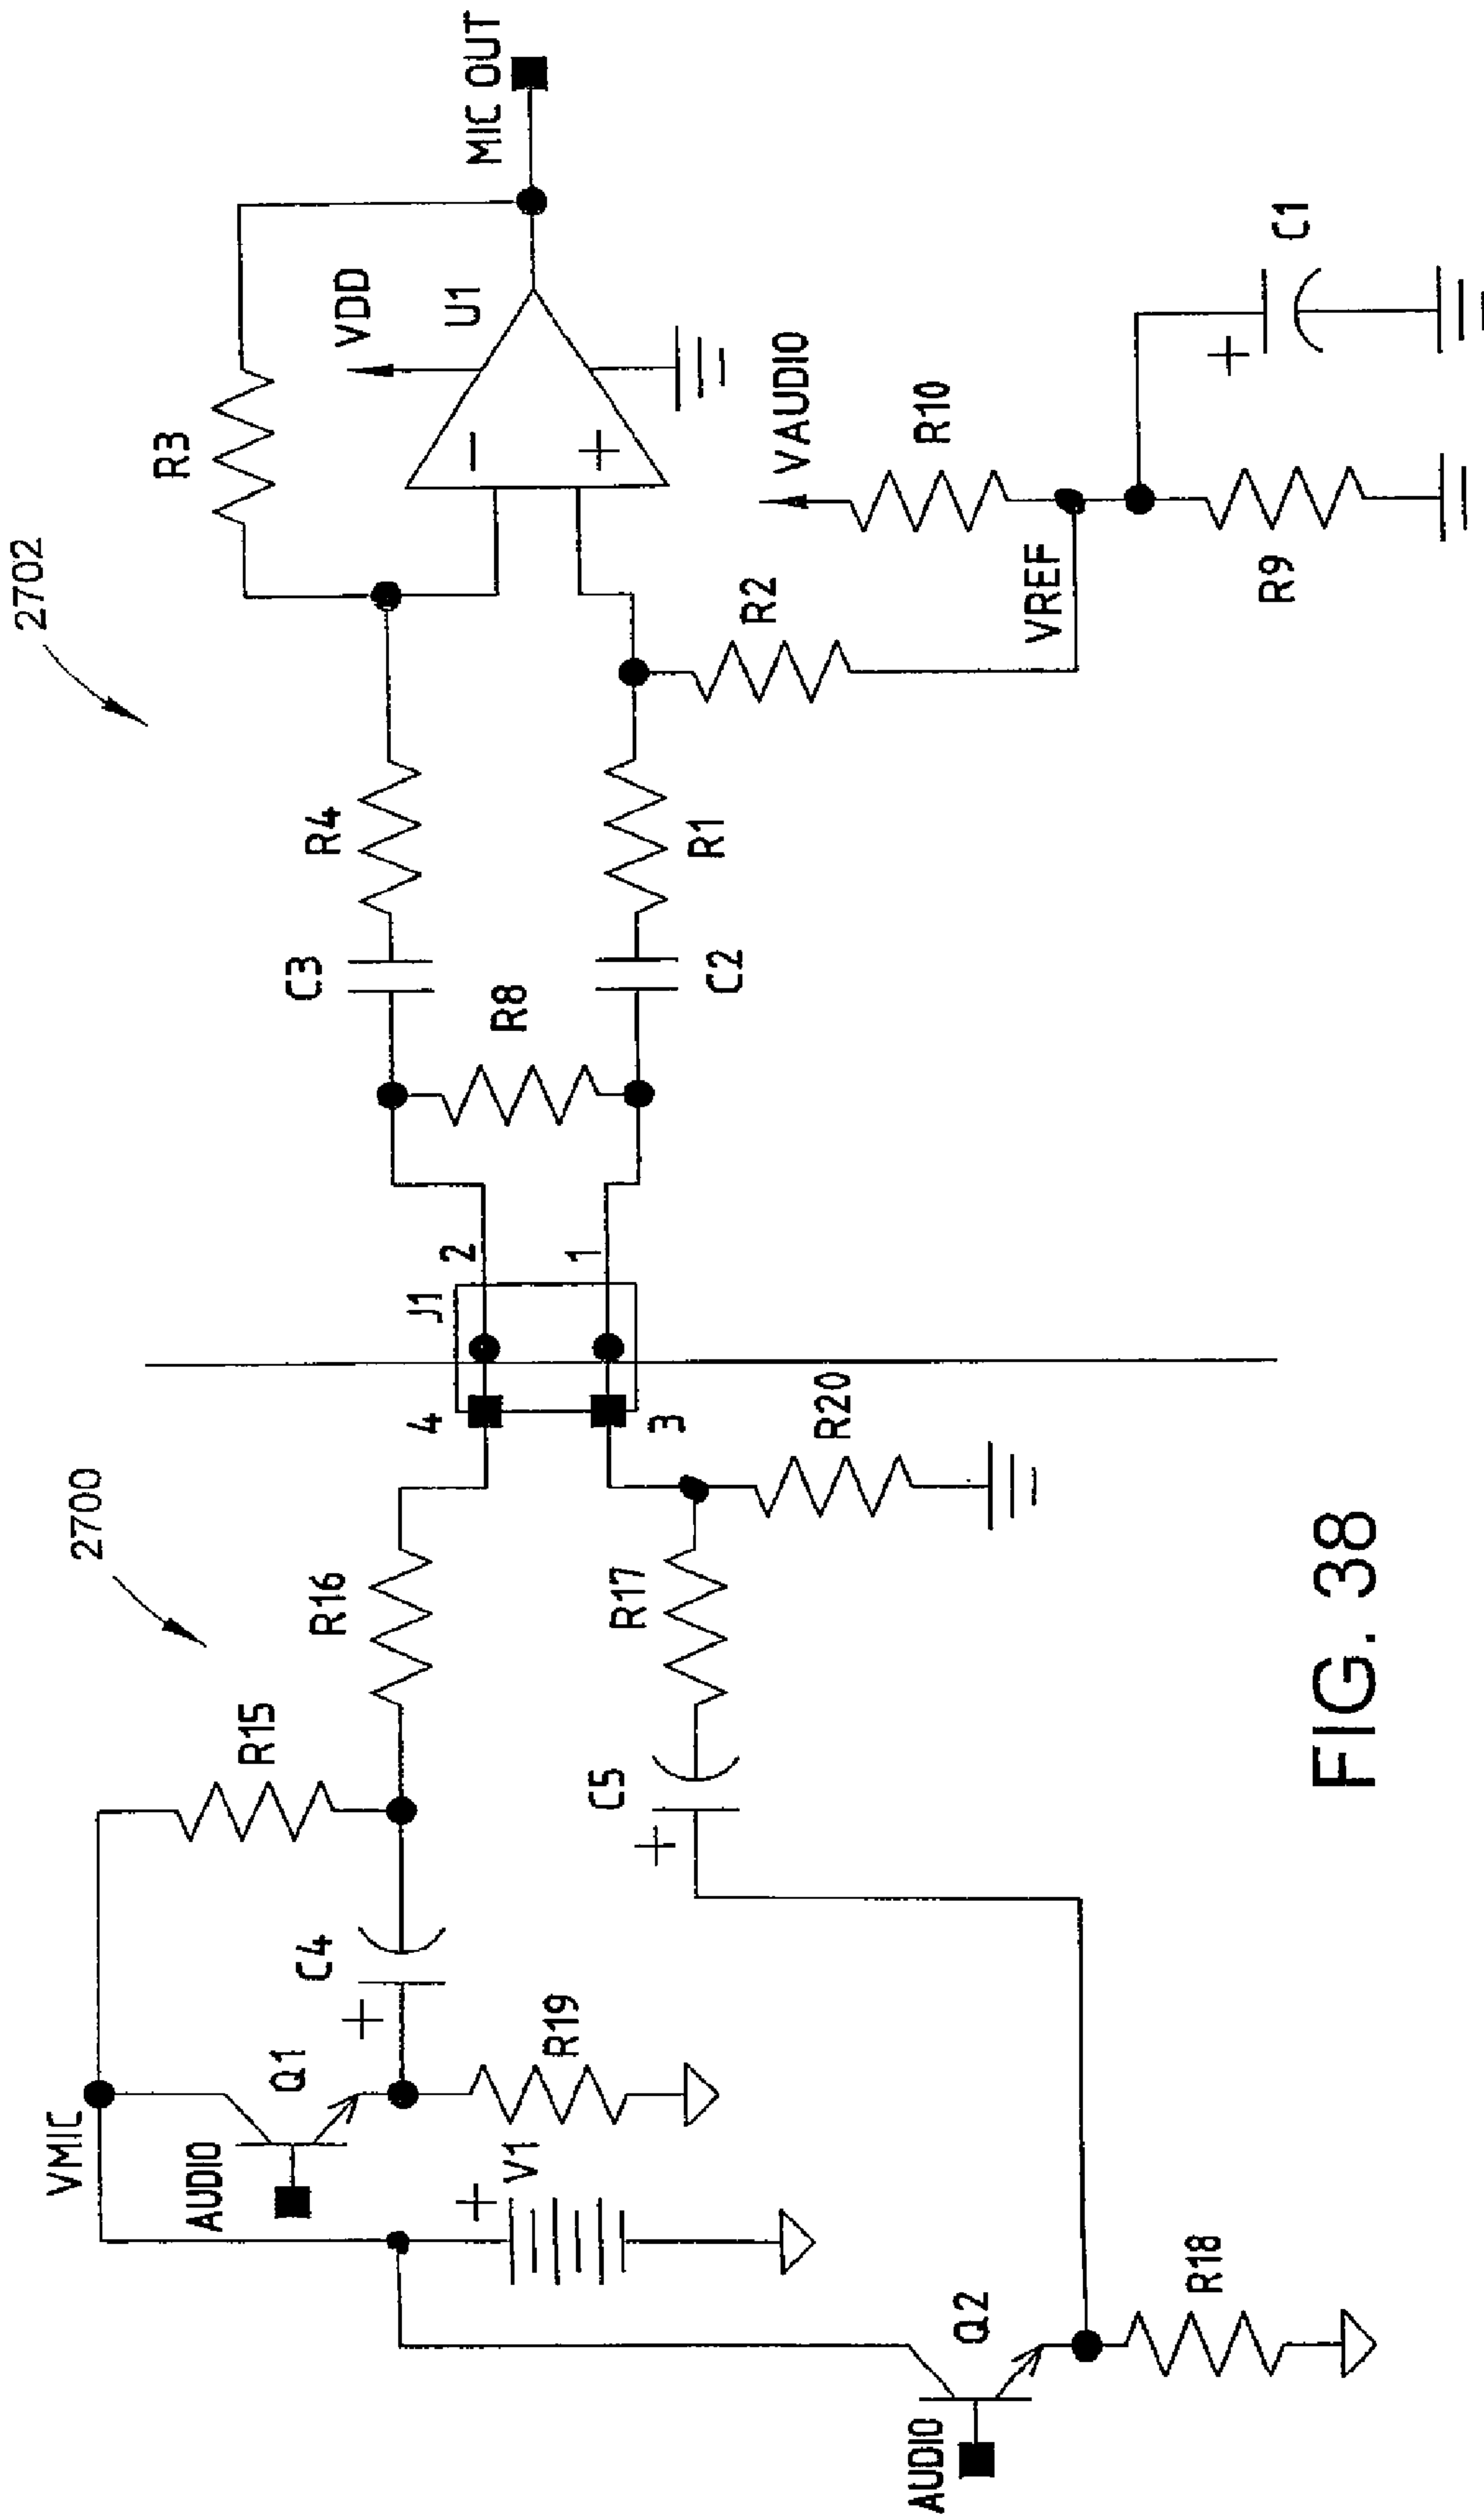 2700
2702
VMIC
AUDIO
Q1
C4
R15
R16
R19
V1
AUDIO
Q2
R18
C5
R17
R20
4
3
J1
2
1
R8
C3
C2
R4
R1
R3
R2
VREF
VDD
U1
VAUDIO
R10
R9
C1
MIC OUT
+
+
+
+
−
+
FIG. 38